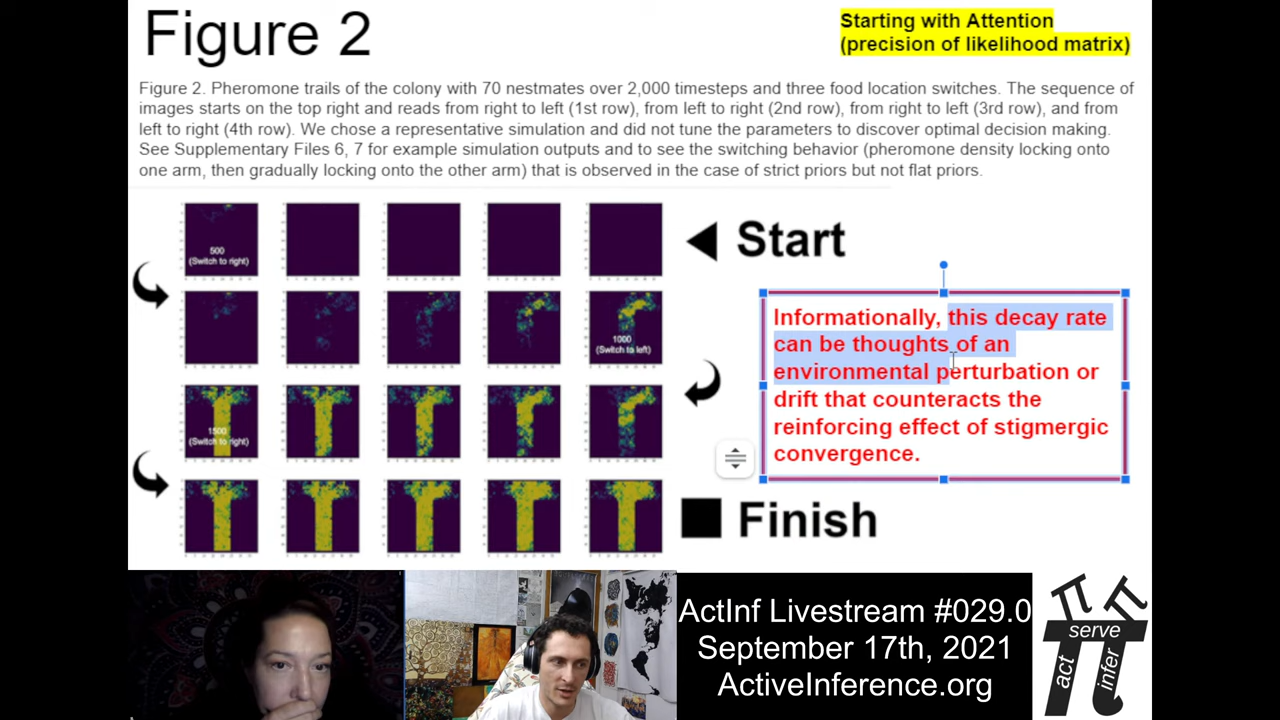 Figure 2
Starting with Attention
(precision of likelihood matrix)
Figure 2. Pheromone trails of the colony with 70 nestmates over 2,000 timesteps and three food location switches. The sequence of
images starts on the top right and reads from right to left (1st row), from left to right (2nd row), from right to left (3rd row), and from
left to right (4th row). We chose a representative simulation and did not tune the parameters to discover optimal decision making.
See Supplementary Files 6, 7 for example simulation outputs and to see the switching behavior (pheromone density locking onto
one arm, then gradually locking onto the other arm) that is observed in the case of strict priors but not flat priors.
500
(Switch to right)
Start
1000
(Switch to left)
1500
(Switch to right)
Informationally, this decay rate
can be thoughts of an
environmental perturbation or
drift that counteracts the
reinforcing effect of stigmergic
convergence.
Finish
ActInf Livestream #029.0
September 17th, 2021
ActiveInference.org
serve
act
infer